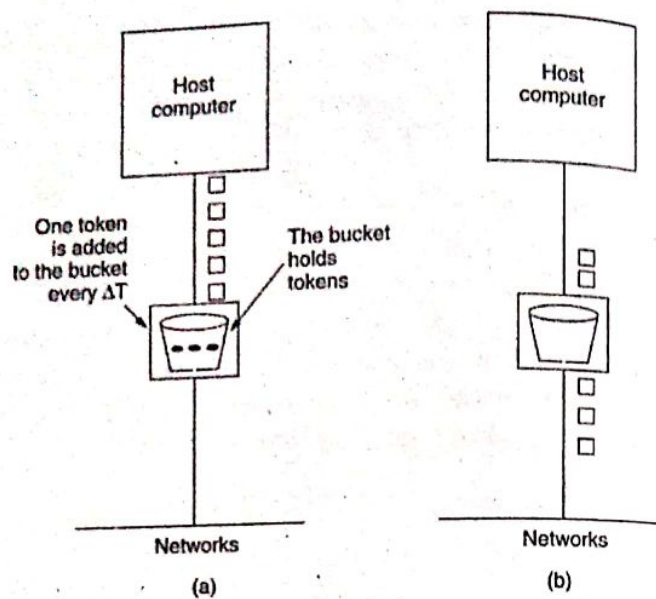 Host
computer
One token
is added
to the bucket
every ΔT
The bucket
holds
tokens
Networks
(a)
Host
computer
Networks
(b)